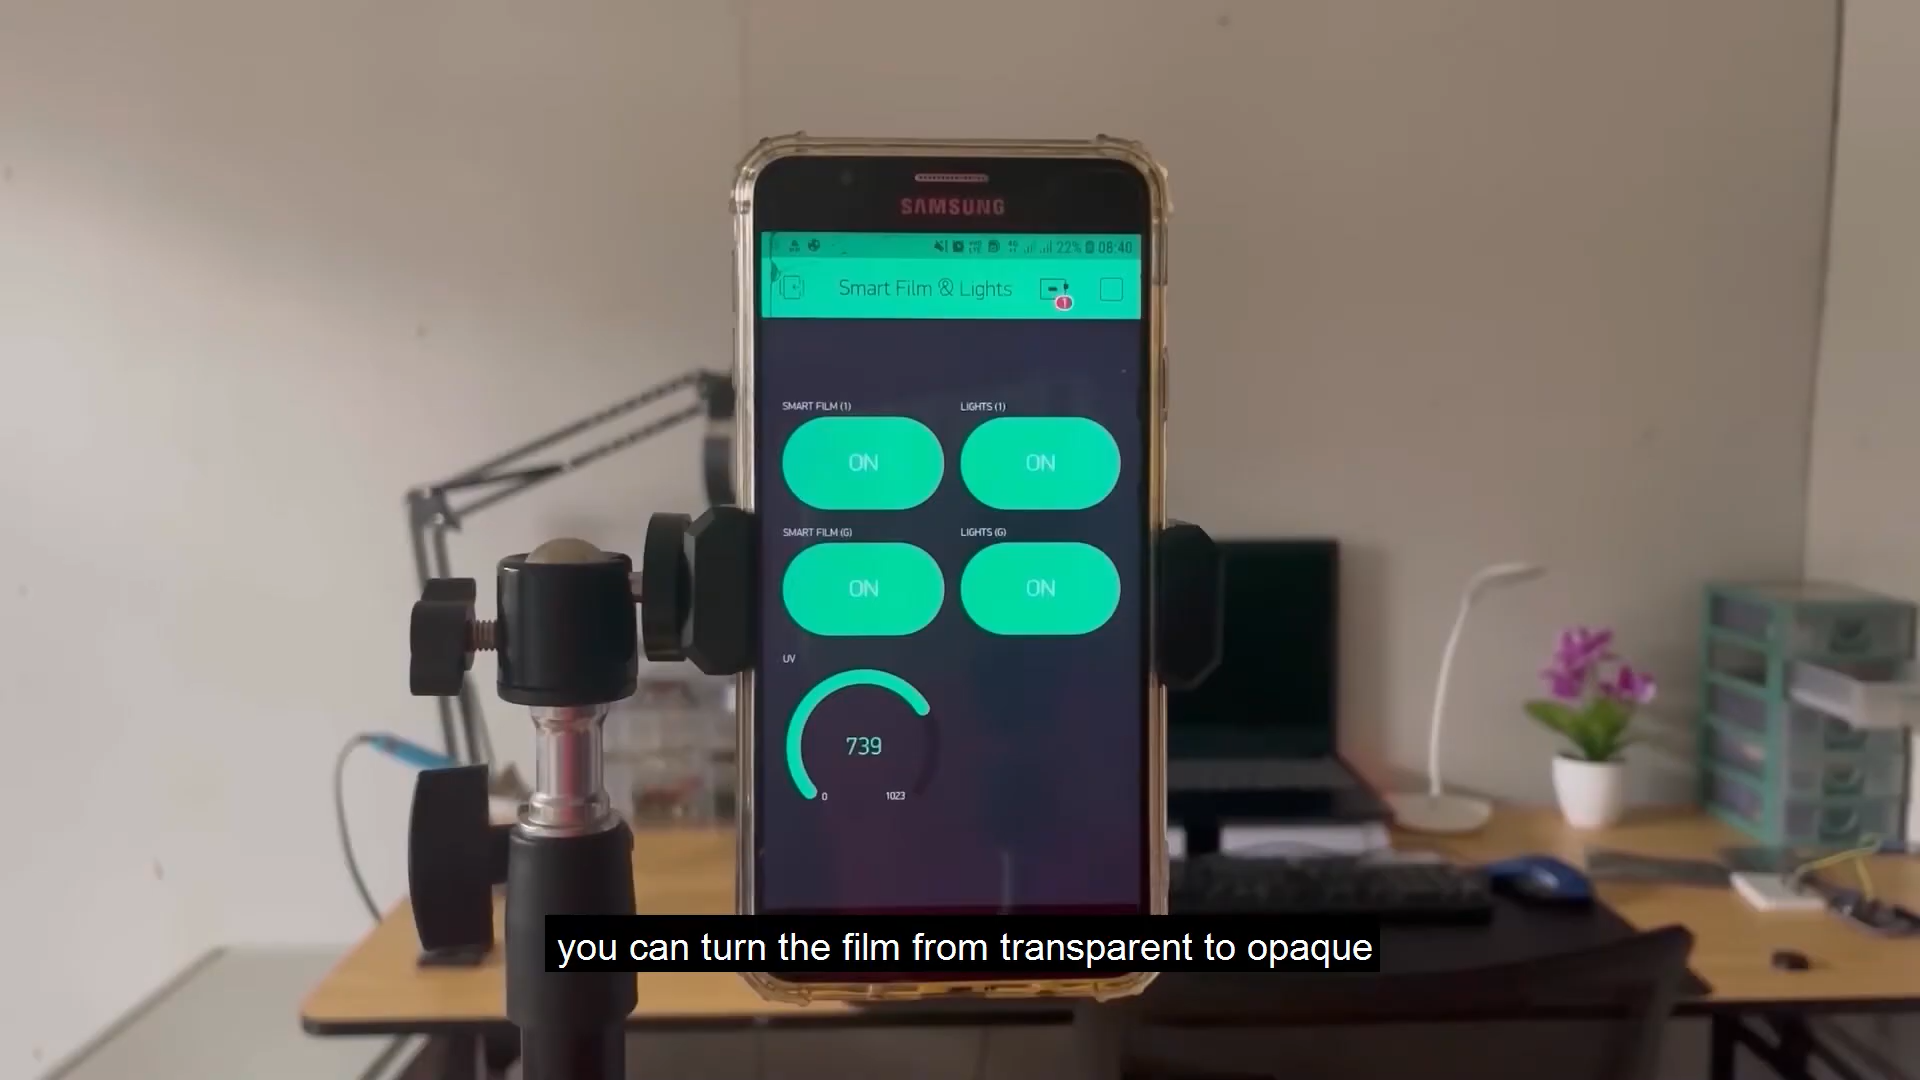 SAMSUNG
22% 08:40
Smart Film & Lights
1
SMART FILM (1)
LIGHTS (1)
ON
ON
SMART FILM (G)
LIGHTS (G)
ON
ON
UV
739
0
1023
you can turn the film from transparent to opaque